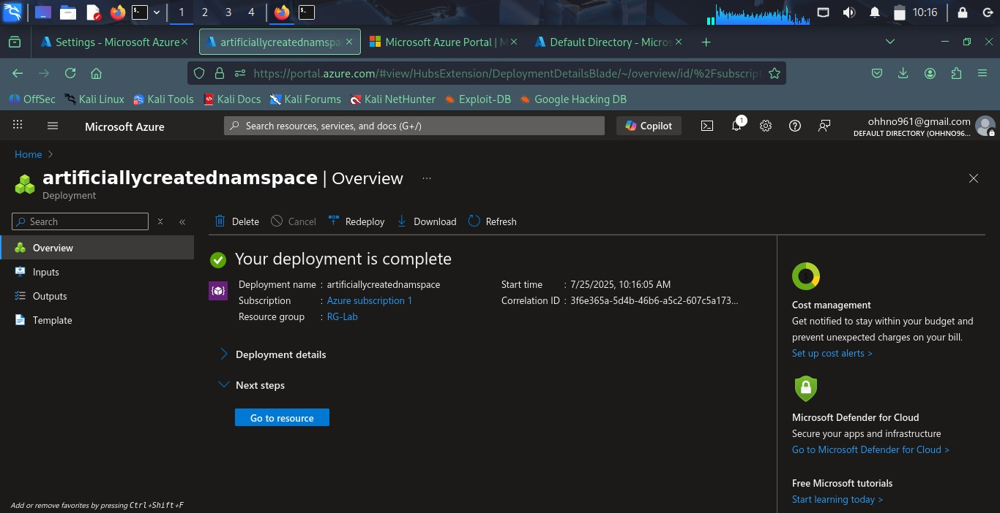 1 2 3 4 10:16
Settings - Microsoft Azure artificiallycreatednamspa Microsoft Azure Portal | M Default Directory - Micros
https://portal.azure.com/#view/HubsExtension/DeploymentDetailsBlade/~/overview/id/%2Fsubscript
OffSec Kali Linux Kali Tools Kali Docs Kali Forums Kali NetHunter Exploit-DB Google Hacking DB
Microsoft Azure Search resources, services, and docs (G+/) Copilot 1 ohhno961@gmail.com
DEFAULT DIRECTORY (OHHNO96...
Home >
artificiallycreatednamspace | Overview ...
Deployment
Search
Delete Cancel Redeploy Download Refresh
Overview
Inputs
Outputs
Template
Your deployment is complete
Deployment name : artificiallycreatednamspace
Subscription : Azure subscription 1
Resource group : RG-Lab
Start time : 7/25/2025, 10:16:05 AM
Correlation ID : 3f6e365a-5d4b-46b6-a5c2-607c5a173...
Deployment details
Next steps
Go to resource
Cost management
Get notified to stay within your budget and
prevent unexpected charges on your bill.
Set up cost alerts >
Microsoft Defender for Cloud
Secure your apps and infrastructure
Go to Microsoft Defender for Cloud >
Free Microsoft tutorials
Start learning today >
Add or remove favorites by pressing Ctrl+Shift+F